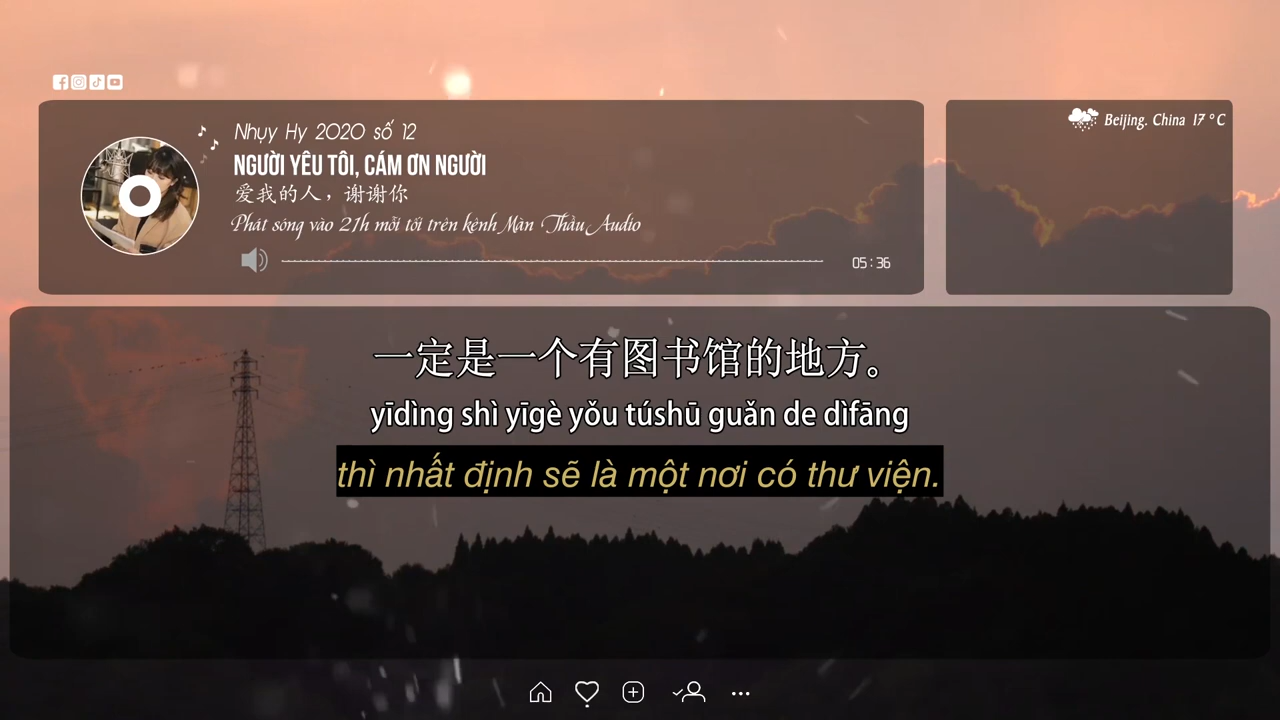 Nhụy Hy 2020 số 12
NGƯỜI YÊU TÔI, CÁM ƠN NGƯỜI
爱我的人，谢谢你
Phát sóng vào 21h mỗi tối trên kênh Màn Thầu Audio
05:36
Beijing. China 17 °C
一定是一个有图书馆的地方。
yīdìng shì yīgè yǒu túshū guǎn de dìfāng
thì nhất định sẽ là một nơi có thư viện.